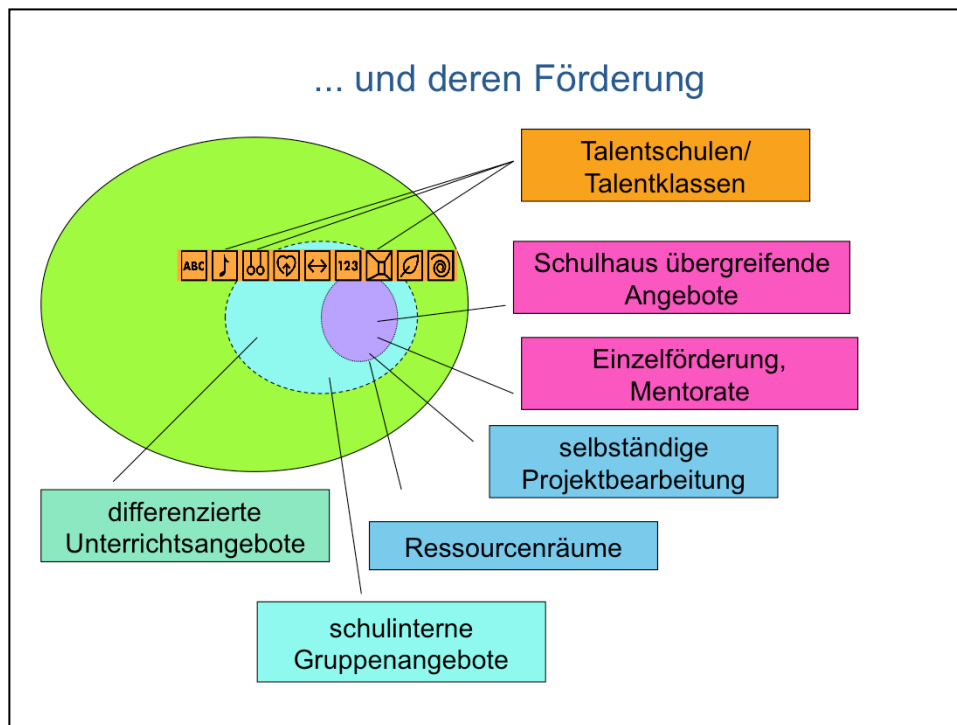 ... und deren Förderung
Talentschulen/
Talentklassen
ABC
123
Schulhaus übergreifende
Angebote
Einzelförderung,
Mentorate
selbständige
Projektbearbeitung
differenzierte
Unterrichtsangebote
Ressourcenräume
schulinterne
Gruppenangebote